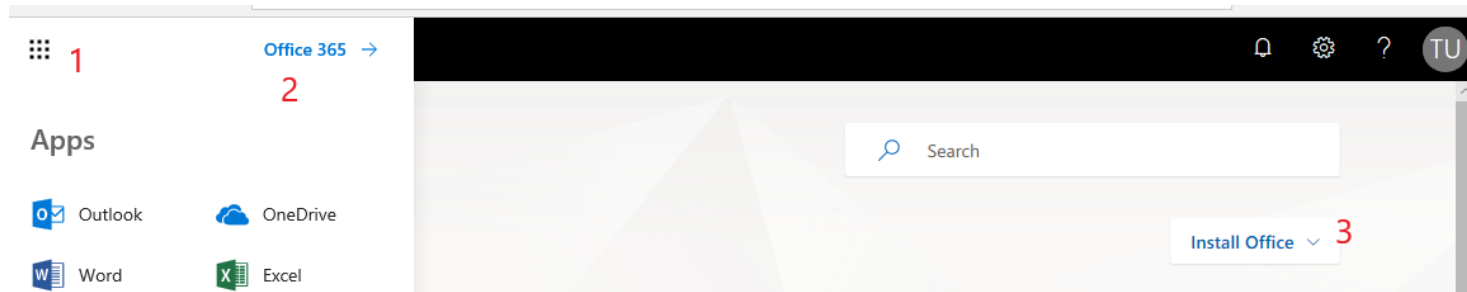 1
Office 365 →
2
?
TU
Apps
Search
Outlook
OneDrive
Install Office
3
Word
Excel